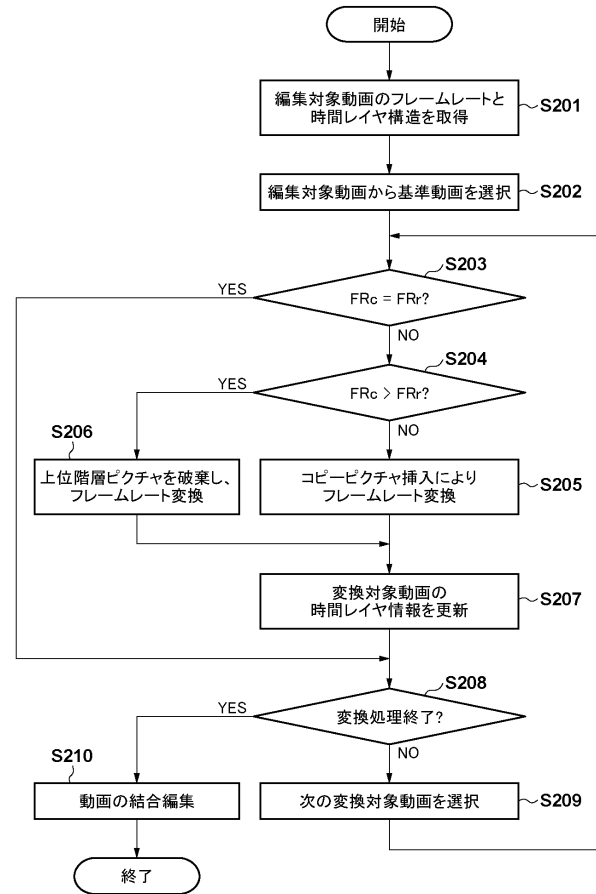 開始
編集対象動画のフレームレートと
時間レイヤ構造を取得
S201
編集対象動画から基準動画を選択
S202
S203
YES
FRc = FRr?
NO
S204
YES
FRc > FRr?
NO
S206
上位階層ピクチャを破棄し、
フレームレート変換
コピーピクチャ挿入により
フレームレート変換
S205
変換対象動画の
時間レイヤ情報を更新
S207
S208
YES
変換処理終了?
NO
S210
動画の結合編集
次の変換対象動画を選択
S209
終了